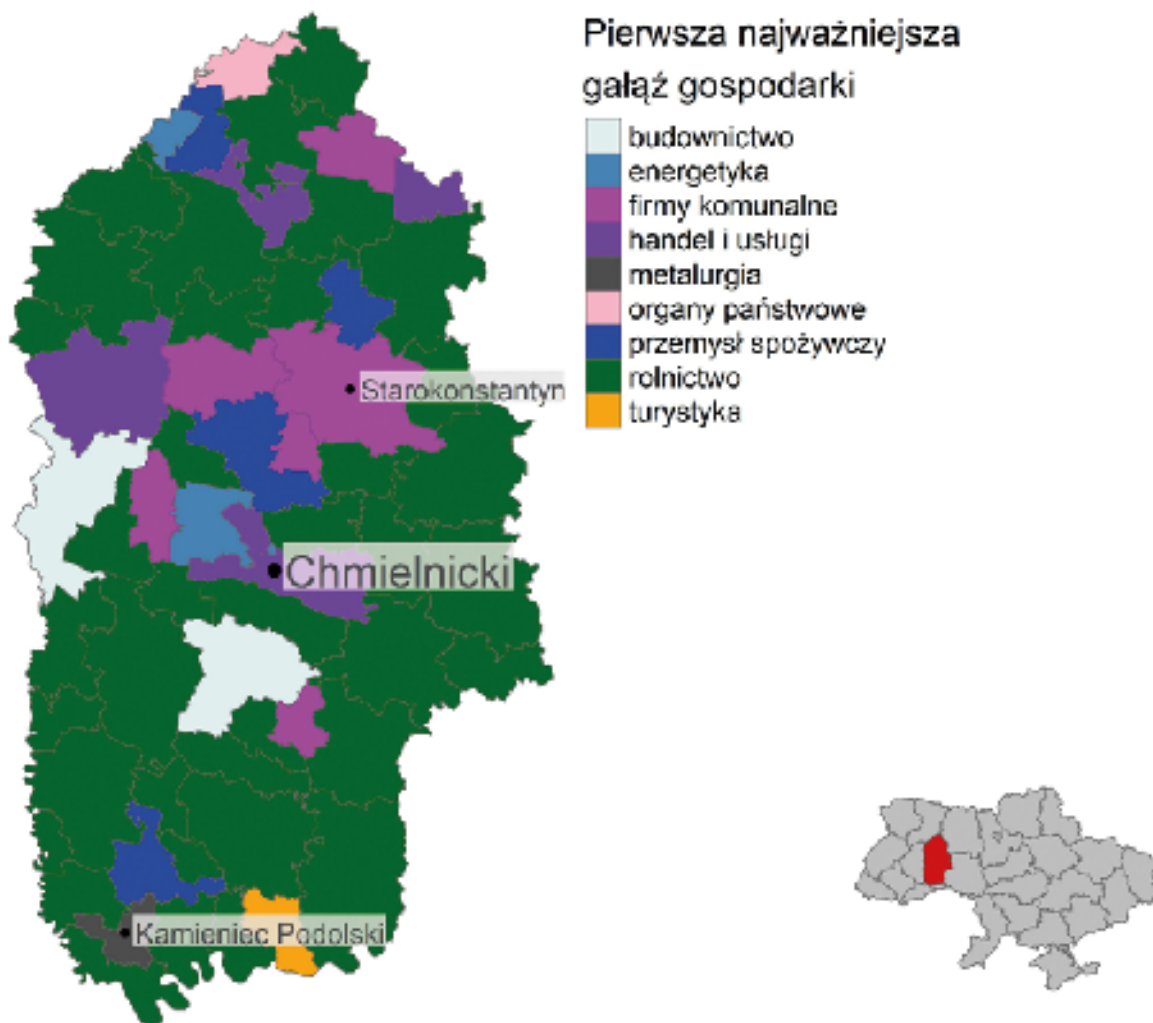 Pierwsza najważniejsza
gałąź gospodarki
budownictwo
energetyka
firmy komunalne
handel i usługi
metalurgia
organy państwowe
przemysł spożywczy
rolnictwo
turystyka
Starokonstantyn
Chmielnicki
Kamieniec Podolski